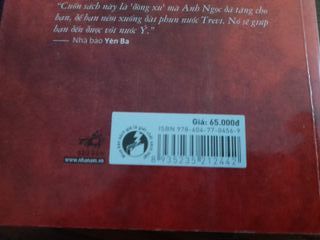 "Cuốn sách này là 'đồng xu' mà Anh Ngọc đã tặng cho
bạn, để bạn ném xuống đài phun nước Trevi. Nó sẽ giúp
bạn đến được với nước Ý."
— Nhà báo Yên Ba
Giá: 65.000đ
ISBN 978-604-77-0456-9
8 935235 212442
www.nhanam.vn